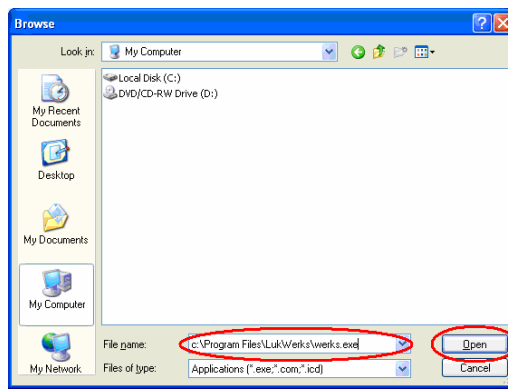 Browse
Look in: My Computer
Local Disk (C:)
DVD/CD-RW Drive (D:)
My Recent
Documents
Desktop
My Documents
My Computer
My Network
File name: c:\Program Files\LukWerks\werks.exe Open
Files of type: Applications (*.exe;*.com;*.icd) Cancel